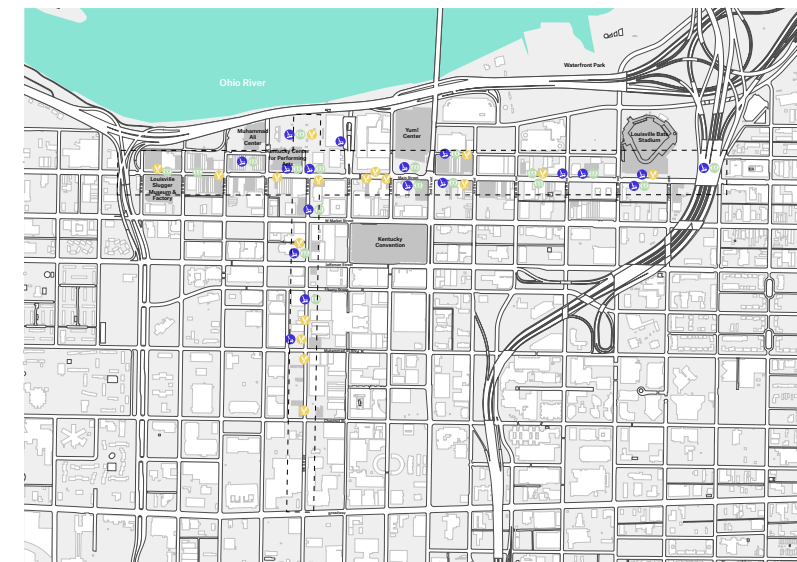 Waterfront Park
Ohio River
Muhammad
Ali
Center
Yum!
Center
Louisville Bats
Stadium
Kentucky Center
for Performing
Arts
Main Street
Louisville
Slugger
Museum &
Factory
W Market Street
Kentucky
Convention
Jefferson Street
Broadway